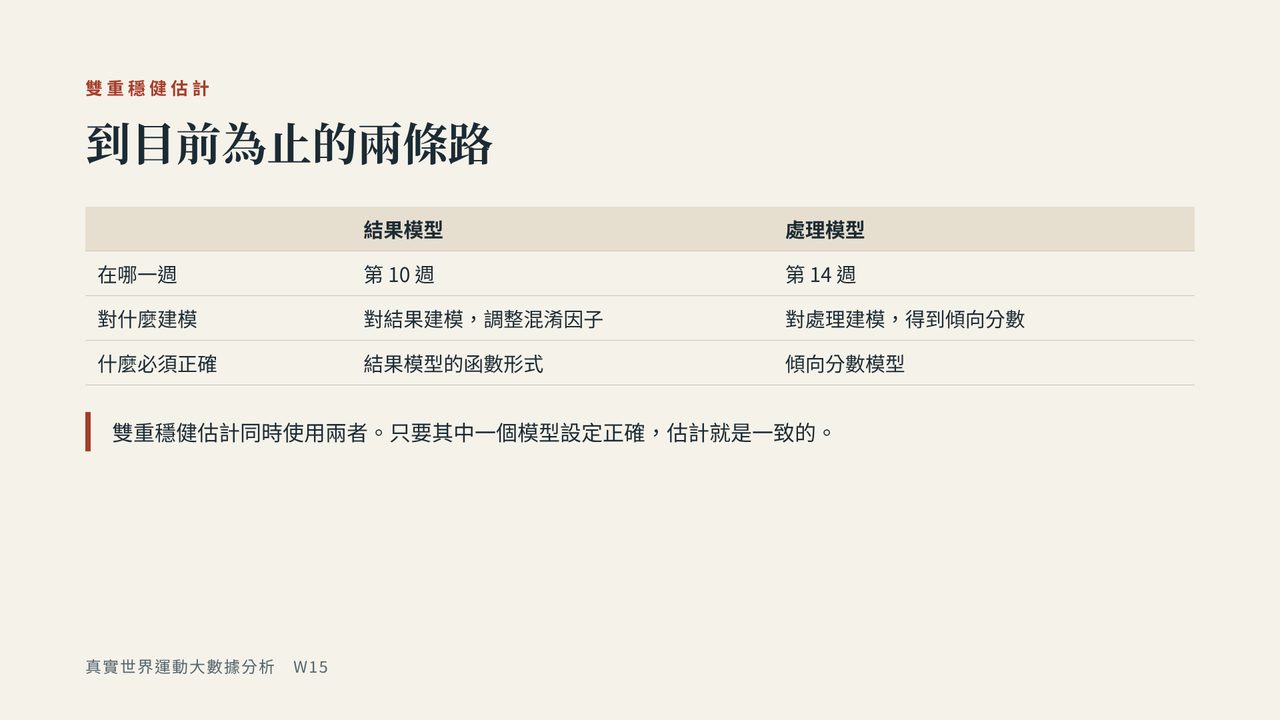 雙重穩健估計
到目前為止的兩條路
結果模型 處理模型
在哪一週 第 10 週 第 14 週
對什麼建模 對結果建模，調整混淆因子 對處理建模，得到傾向分數
什麼必須正確 結果模型的函數形式 傾向分數模型
雙重穩健估計同時使用兩者。只要其中一個模型設定正確，估計就是一致的。
真實世界運動大數據分析 W15